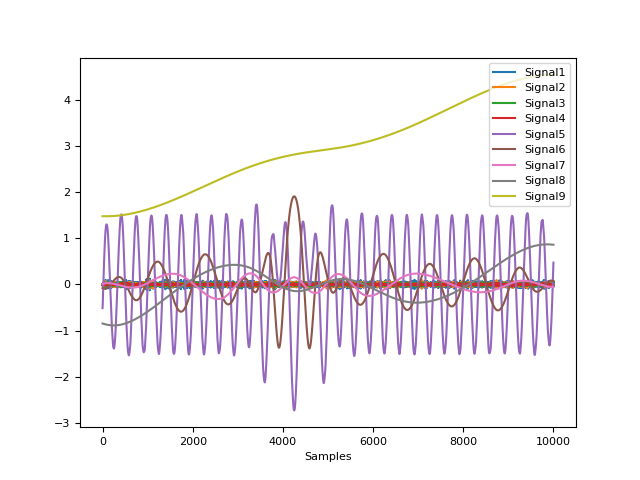 Signal1
Signal2
Signal3
Signal4
Signal5
Signal6
Signal7
Signal8
Signal9
4
3
2
1
0
−1
−2
−3
0 2000 4000 6000 8000 10000
Samples